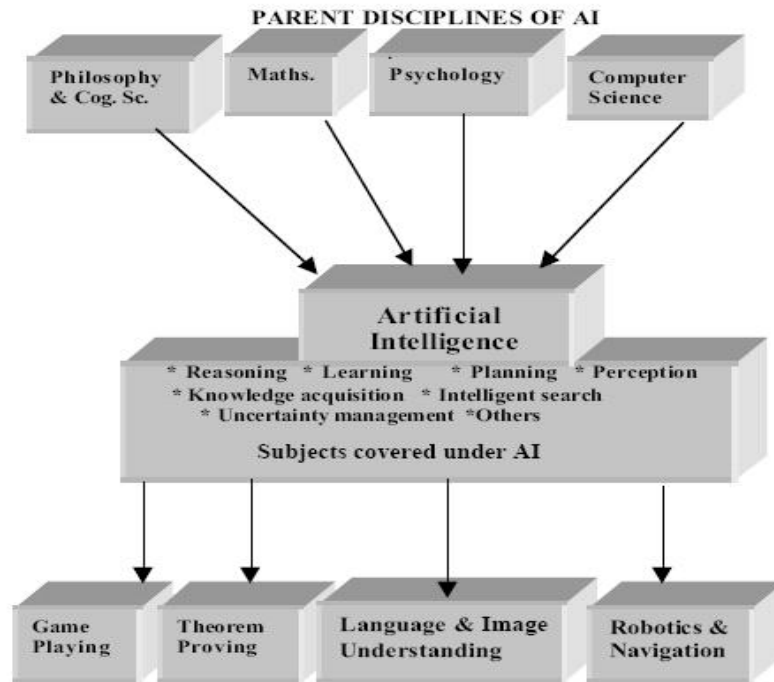 PARENT DISCIPLINES OF AI
Philosophy
& Cog. Sc.
Maths.
Psychology
Computer
Science
Artificial
Intelligence
* Reasoning * Learning * Planning * Perception
* Knowledge acquisition * Intelligent search
* Uncertainty management *Others
Subjects covered under AI
Game
Playing
Theorem
Proving
Language & Image
Understanding
Robotics &
Navigation